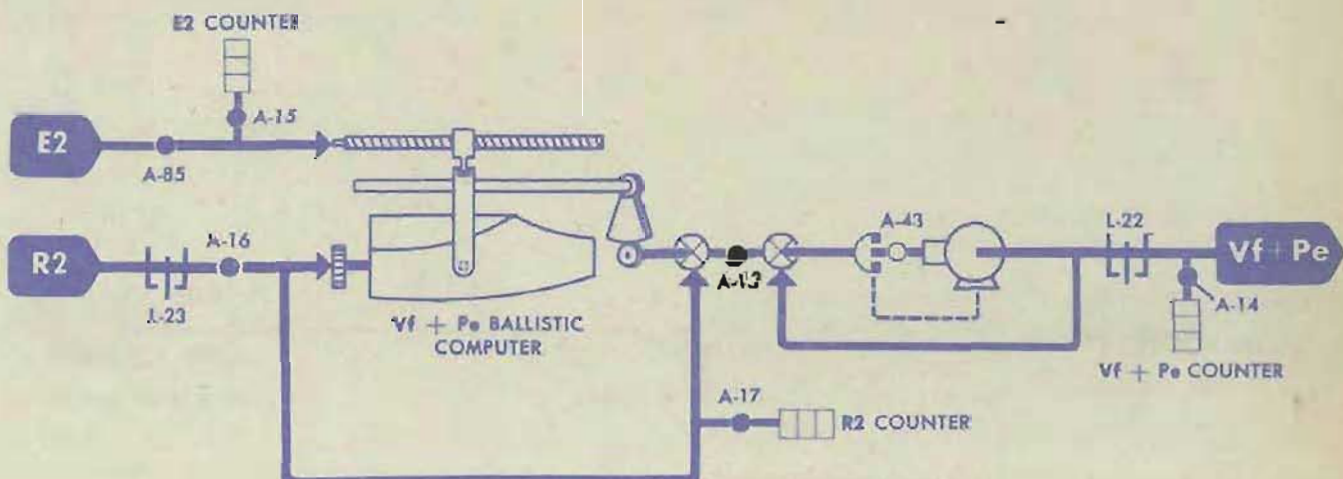 E2 COUNTER
A-15
E2
A-85
A-16
R2
L-23
Vf + Pe BALLISTIC
COMPUTER
A-13
A-43
L-22
Vf + Pe
A-14
Vf + Pe COUNTER
A-17
R2 COUNTER